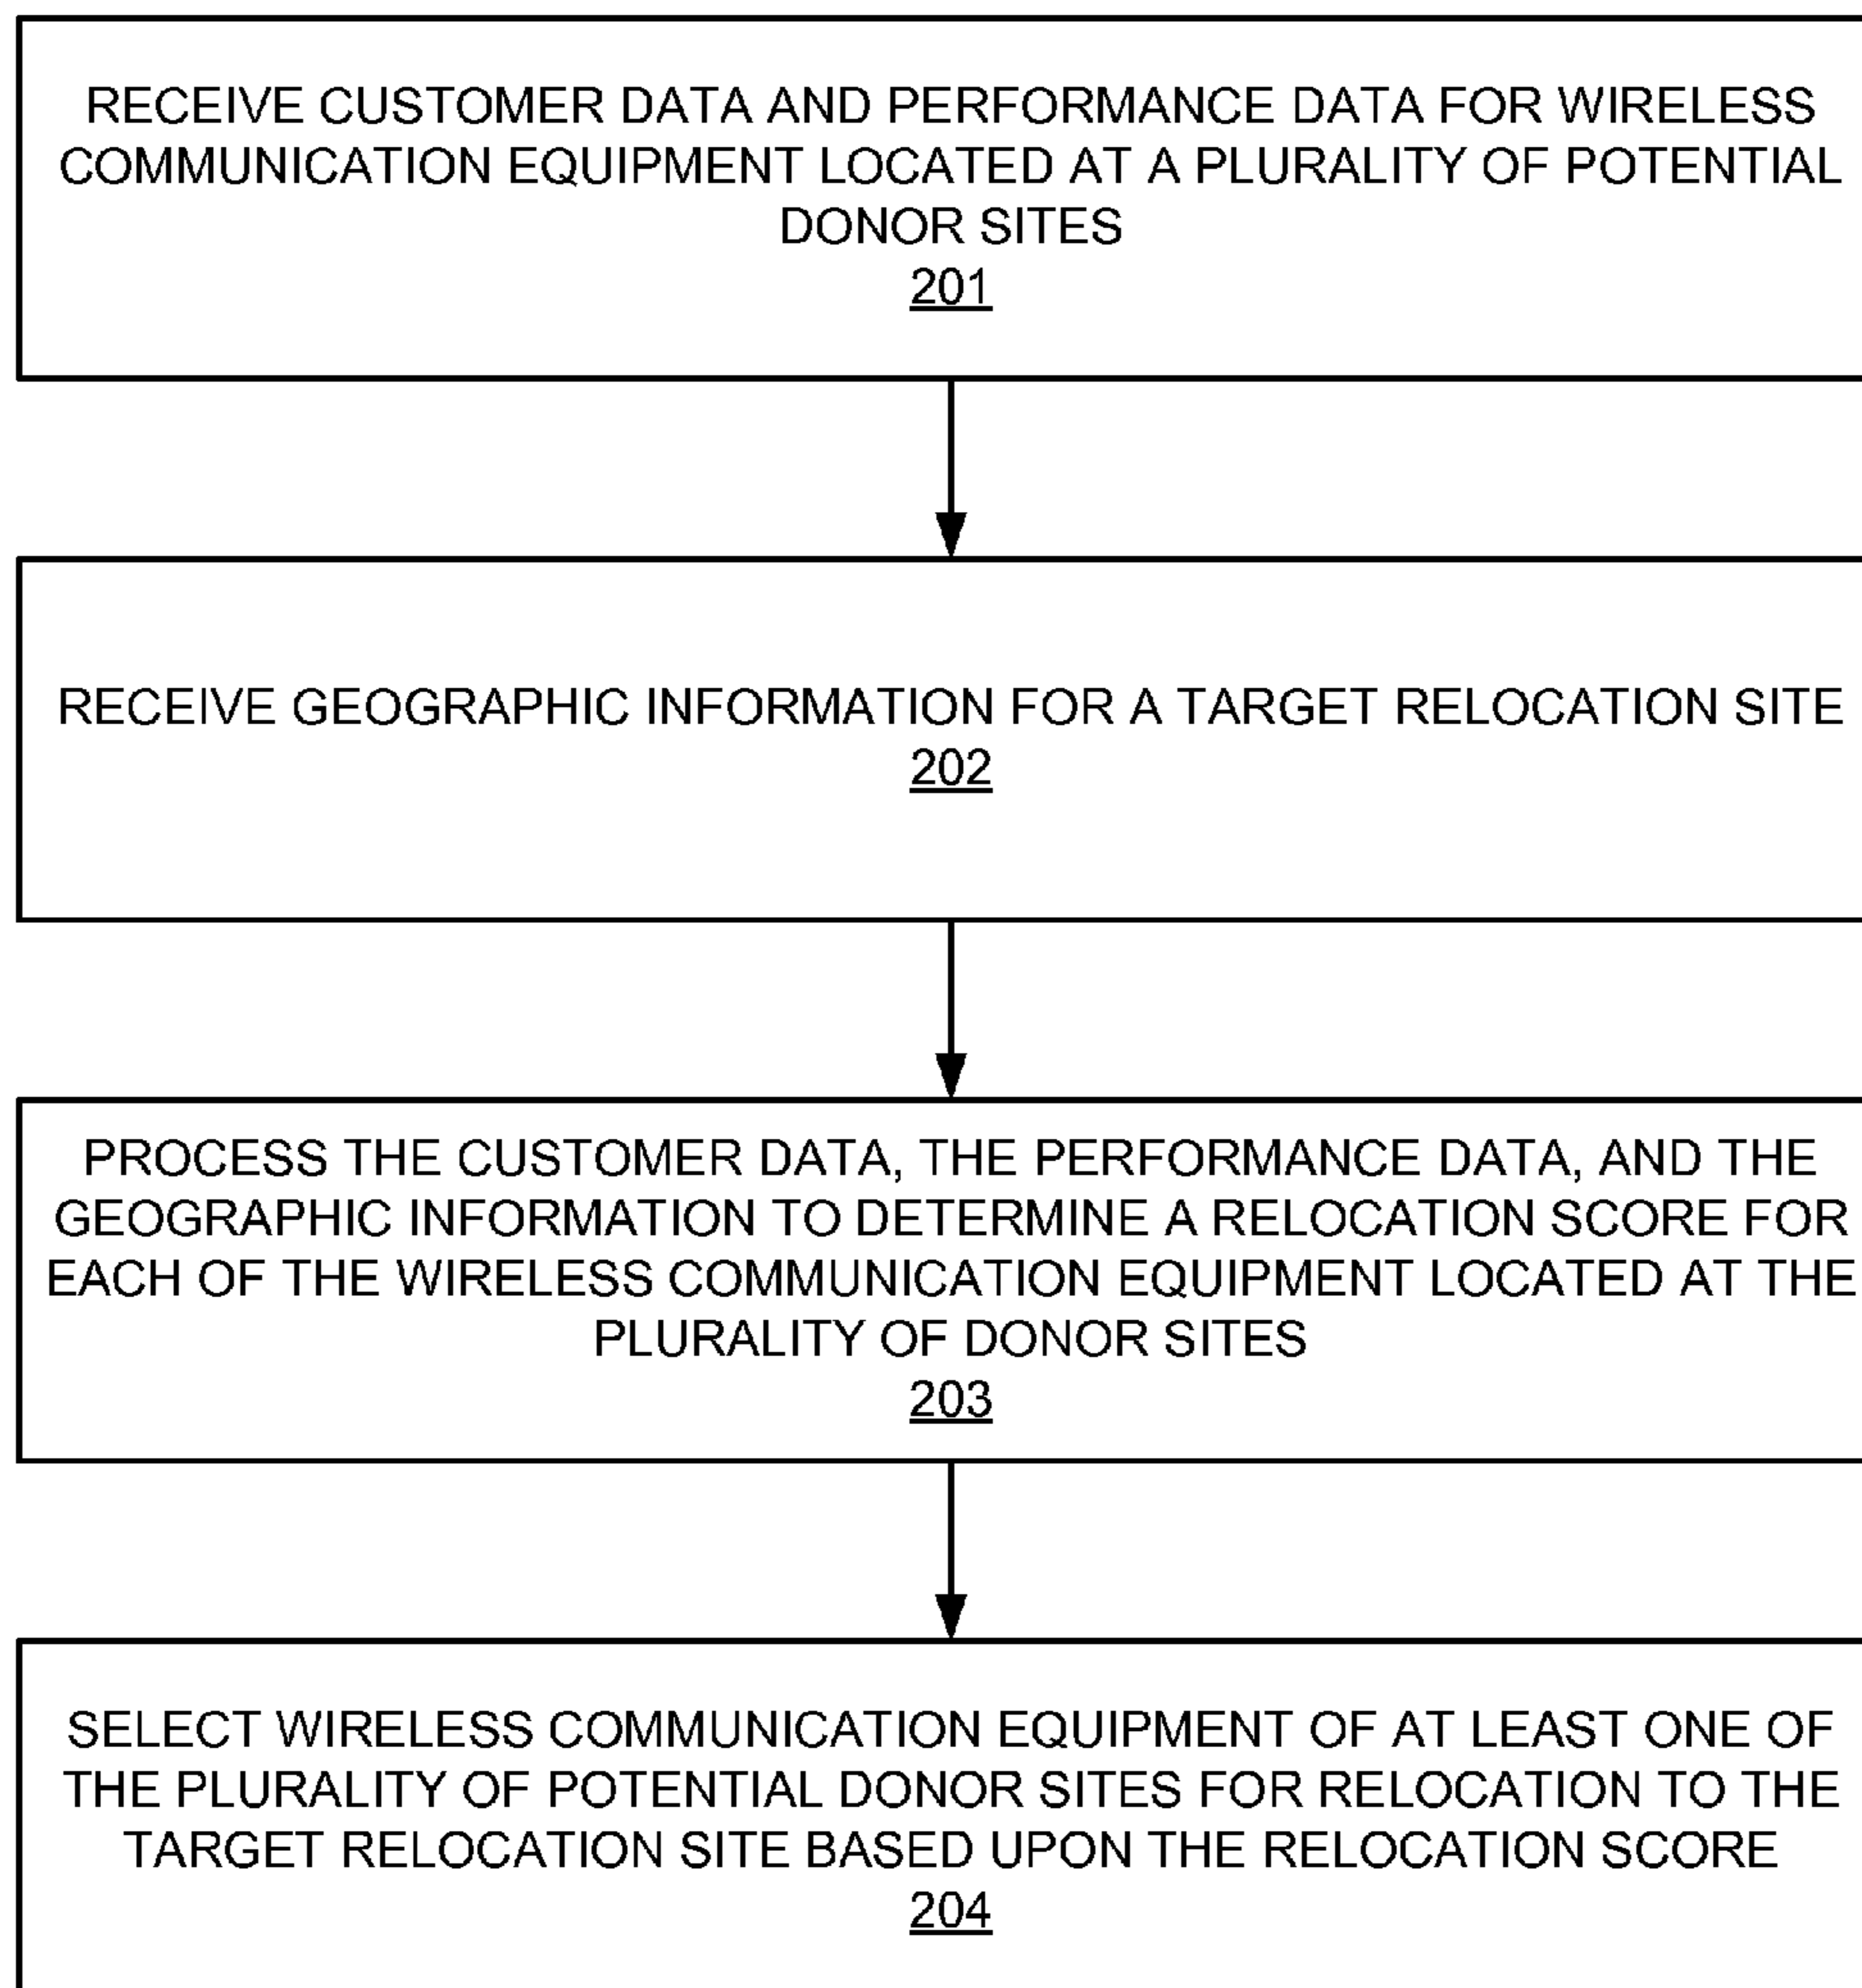 RECEIVE CUSTOMER DATA AND PERFORMANCE DATA FOR WIRELESS
COMMUNICATION EQUIPMENT LOCATED AT A PLURALITY OF POTENTIAL
DONOR SITES
201
RECEIVE GEOGRAPHIC INFORMATION FOR A TARGET RELOCATION SITE
202
PROCESS THE CUSTOMER DATA, THE PERFORMANCE DATA, AND THE
GEOGRAPHIC INFORMATION TO DETERMINE A RELOCATION SCORE FOR
EACH OF THE WIRELESS COMMUNICATION EQUIPMENT LOCATED AT THE
PLURALITY OF DONOR SITES
203
SELECT WIRELESS COMMUNICATION EQUIPMENT OF AT LEAST ONE OF
THE PLURALITY OF POTENTIAL DONOR SITES FOR RELOCATION TO THE
TARGET RELOCATION SITE BASED UPON THE RELOCATION SCORE
204